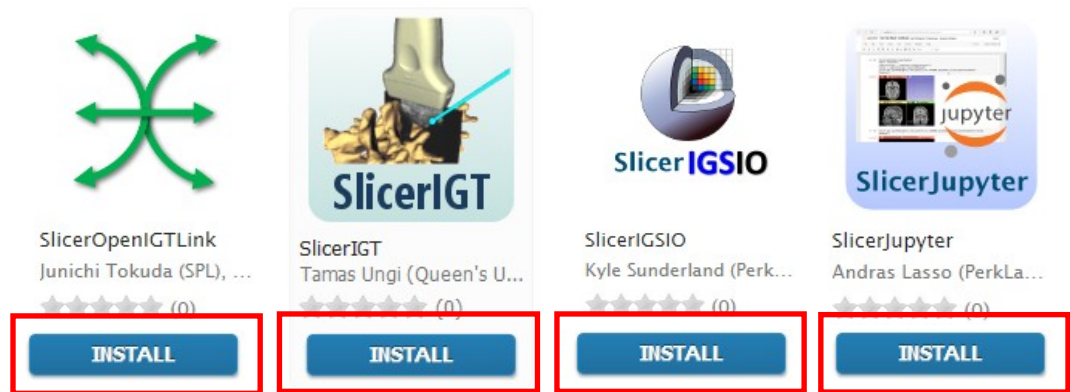 SlicerIGT
Slicer IGSIO
jupyter
SlicerJupyter
SlicerOpenIGTLink
Junichi Tokuda (SPL), ...
(0)
INSTALL
SlicerIGT
Tamas Ungi (Queen's U...
(0)
INSTALL
SlicerIGSIO
Kyle Sunderland (Perk...
(0)
INSTALL
SlicerJupyter
Andras Lasso (PerkLa...
(0)
INSTALL